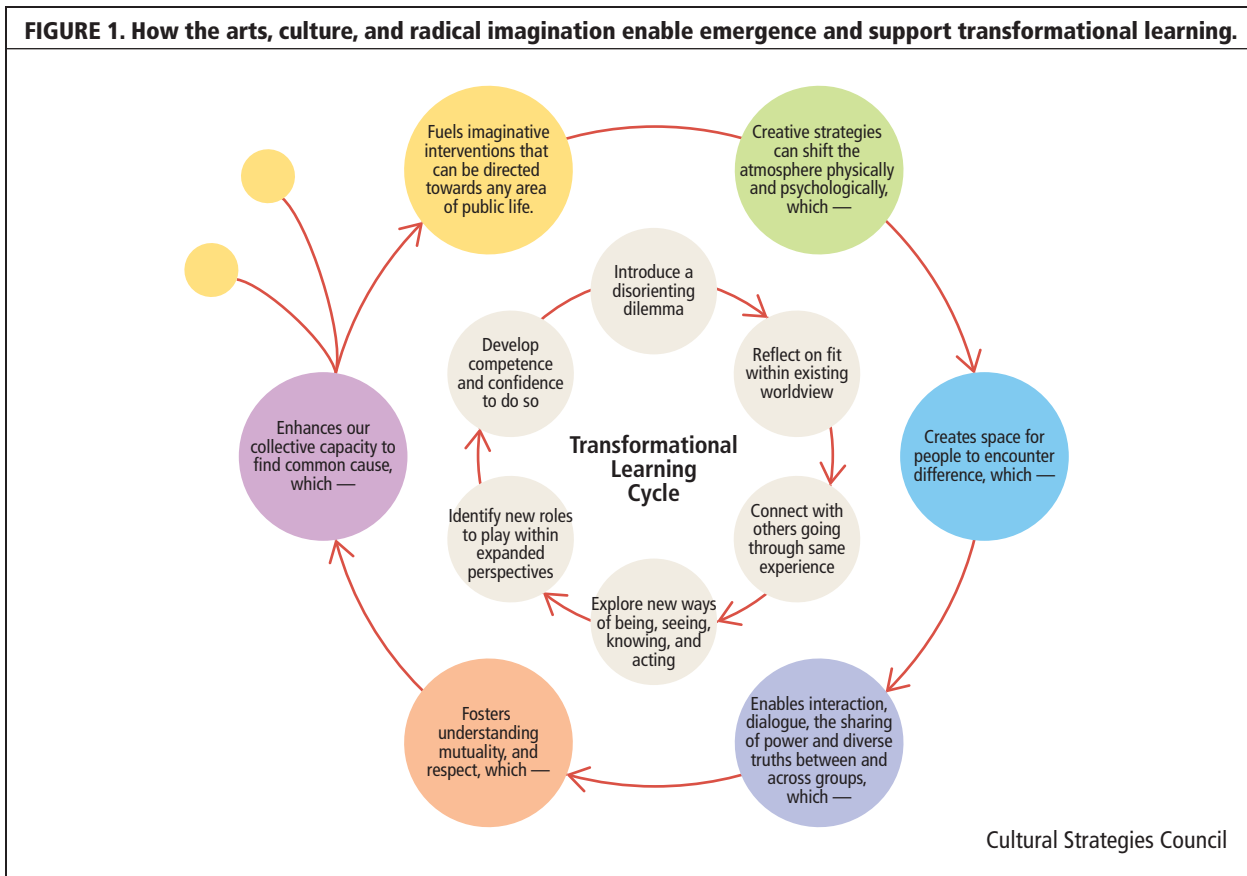 FIGURE 1. How the arts, culture, and radical imagination enable emergence and support transformational learning.
Fuels imaginative
interventions that
can be directed
towards any area
of public life.
Creative strategies
can shift the
atmosphere physically
and psychologically,
which —
Creates space for
people to encounter
difference, which —
Enables interaction,
dialogue, the sharing
of power and diverse
truths between and
across groups,
which —
Fosters
understanding
mutuality, and
respect, which —
Enhances our
collective capacity to
find common cause,
which —
Introduce a
disorienting
dilemma
Reflect on fit
within existing
worldview
Connect with
others going
through same
experience
Explore new ways
of being, seeing,
knowing, and
acting
Identify new roles
to play within
expanded
perspectives
Develop
competence
and confidence
to do so
Transformational
Learning
Cycle
Cultural Strategies Council